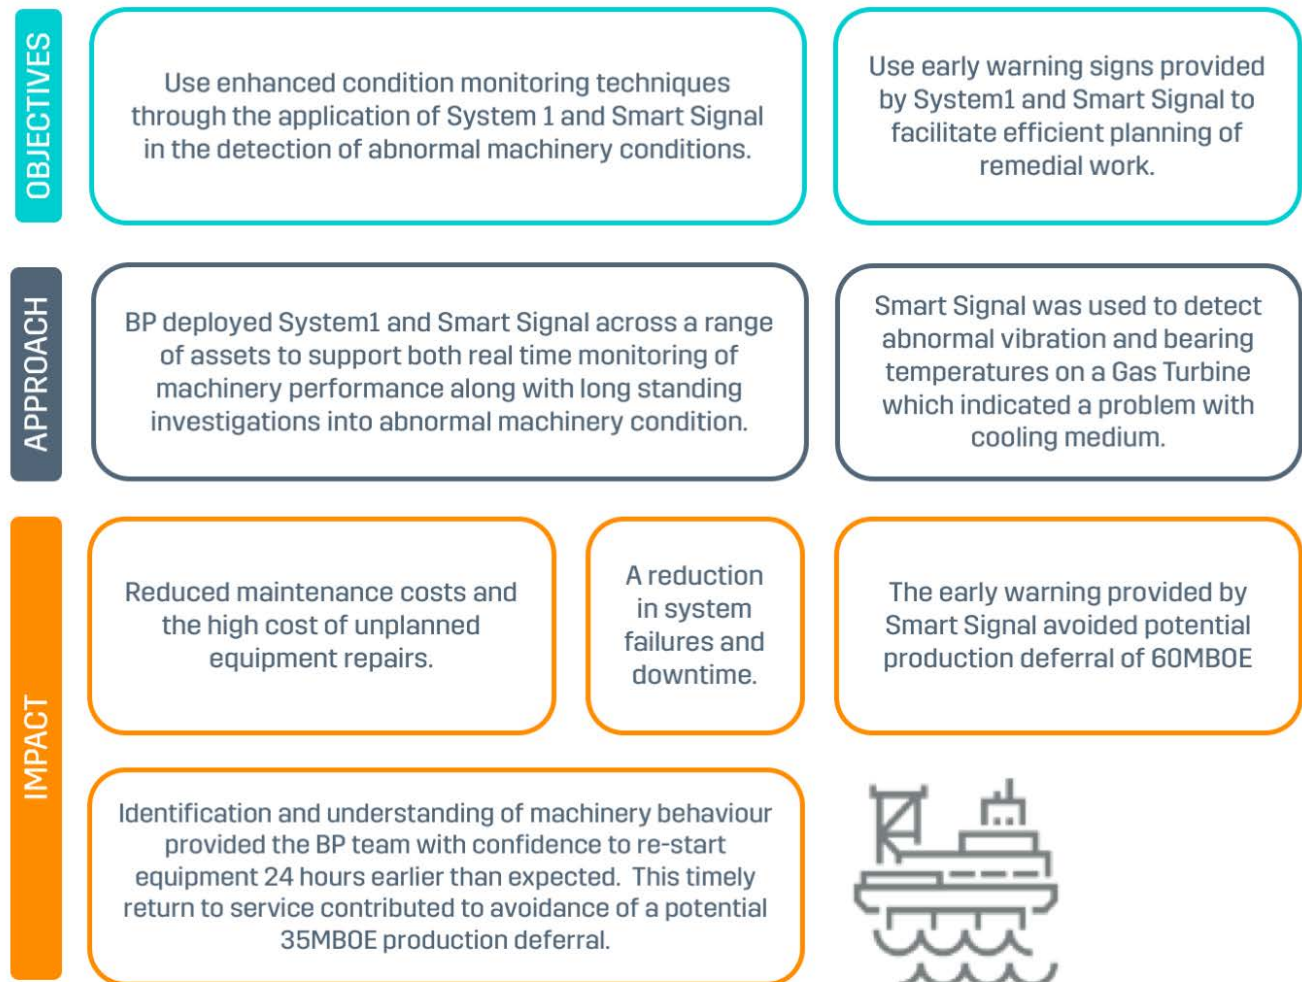 OBJECTIVES
Use enhanced condition monitoring techniques
through the application of System 1 and Smart Signal
in the detection of abnormal machinery conditions.
Use early warning signs provided
by System1 and Smart Signal to
facilitate efficient planning of
remedial work.
APPROACH
BP deployed System1 and Smart Signal across a range
of assets to support both real time monitoring of
machinery performance along with long standing
investigations into abnormal machinery condition.
Smart Signal was used to detect
abnormal vibration and bearing
temperatures on a Gas Turbine
which indicated a problem with
cooling medium.
IMPACT
Reduced maintenance costs and
the high cost of unplanned
equipment repairs.
A reduction
in system
failures and
downtime.
The early warning provided by
Smart Signal avoided potential
production deferral of 60MBOE
Identification and understanding of machinery behaviour
provided the BP team with confidence to re-start
equipment 24 hours earlier than expected.  This timely
return to service contributed to avoidance of a potential
35MBOE production deferral.